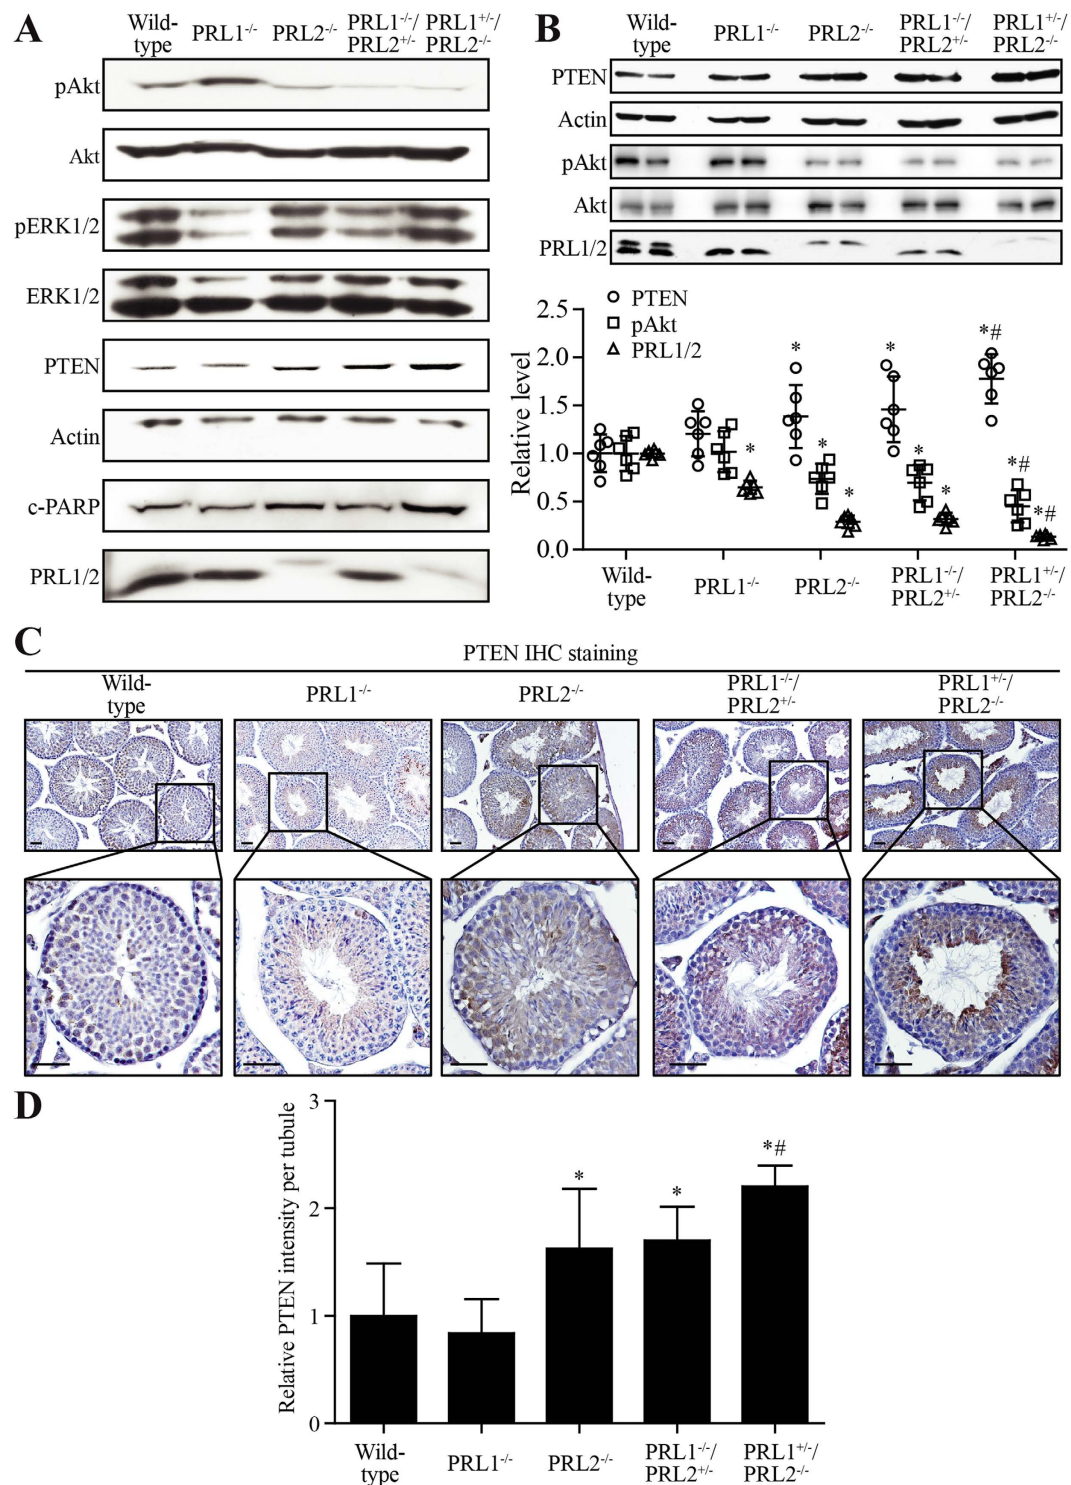 A
Wild-
type
PRL1-/-
PRL2-/-
PRL1-/-/
PRL2+/-
PRL1+/-/
PRL2-/-
pAkt
Akt
pERK1/2
ERK1/2
PTEN
Actin
c-PARP
PRL1/2
B
Wild-
type
PRL1-/-
PRL2-/-
PRL1-/-/
PRL2+/-
PRL1+/-/
PRL2-/-
PTEN
Actin
pAkt
Akt
PRL1/2
PTEN
pAkt
PRL1/2
Relative level
2.5
2.0
1.5
1.0
0.5
0.0
*
*
*
*
*
*
*
*#
*#
*#
Wild-
type
PRL1-/-
PRL2-/-
PRL1-/-/
PRL2+/-
PRL1+/-/
PRL2-/-
C
PTEN IHC staining
Wild-
type
PRL1-/-
PRL2-/-
PRL1-/-/
PRL2+/-
PRL1+/-/
PRL2-/-
D
Relative PTEN intensity per tubule
3
2
1
0
*
*
*#
Wild-
type
PRL1-/-
PRL2-/-
PRL1-/-/
PRL2+/-
PRL1+/-/
PRL2-/-